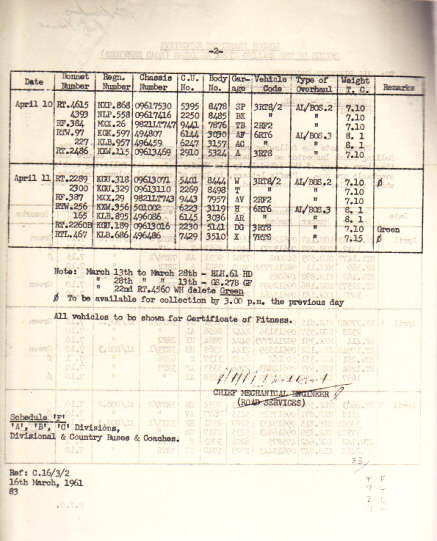 -2-
Date Bonnet Number Regn. Number Chassis Number C.U. No. Body No. Gar-age Vehicle Code Type of Overhaul Weight T. C. Remarks
April 10 RT.4615 NXP.868 09617530 5395 8478 SP 3RT8/2 AL/BOS.2 7.10
4393 NLP.558 09617416 2250 8485 BK " " 7.10
RF.384 MXX.26 9821LT747 9441 7876 TB 2RF2 " 7.10
RTW.97 KGK.597 494807 6144 3030 AF 6RT6 AL/BOS.3 8. 1
227 KLB.957 496459 6247 3157 AC " " 8. 1
RT.2486 KXW.115 09613469 2910 5324 A 3RT8 7.10
April 11 RT.2289 KGU.318 09613071 5401 8444 W 3RT8/2 AL/BOS.2 7.10 ∅
2300 KGU.329 09613110 2269 8498 T " " 7.10
RF.387 MXX.29 9821LT743 9443 7957 AV 2RF2 " 7.10
RTW.256 KXW.356 501002 6223 3119 H 6RT6 AL/BOS.3 8. 1 ∅
165 KLB.895 496086 6145 3036 AR " " 8. 1
RT.2260B KGU.189 09613016 2230 5141 DG 3RT8 " 7.10 Green
RTL.467 KLB.686 496486 7429 3510 X 7RT8 " 7.15 ∅
Note: March 13th to March 28th - RLH.61 HD
" 28th " " 13th - GS.27B GF
" 22nd RT.4560 WH delete Green
∅ To be available for collection by 3.00 p.m. the previous day
All vehicles to be shown for Certificate of Fitness.
CHIEF MECHANICAL ENGINEER
(ROAD SERVICES)
Schedule 'F'
'A', 'B', 'C' Divisions,
Divisional & Country Buses & Coaches.
Ref: C.16/3/2
16th March, 1961
83